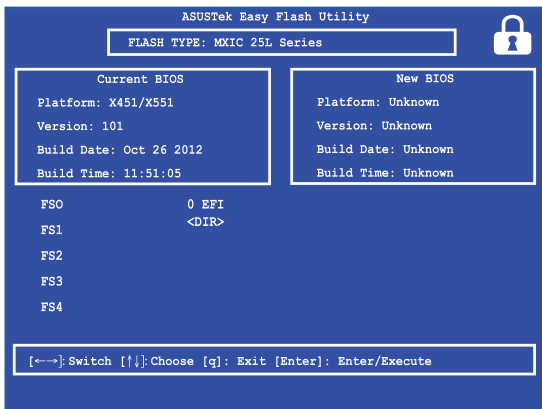 ASUSTek Easy Flash Utility
FLASH TYPE: MXIC 25L Series
Current BIOS
Platform: X451/X551
Version: 101
Build Date: Oct 26 2012
Build Time: 11:51:05
New BIOS
Platform: Unknown
Version: Unknown
Build Date: Unknown
Build Time: Unknown
FSO
FS1
FS2
FS3
FS4
0 EFI
<DIR>
[←→]: Switch [↑↓]: Choose [q]: Exit [Enter]: Enter/Execute